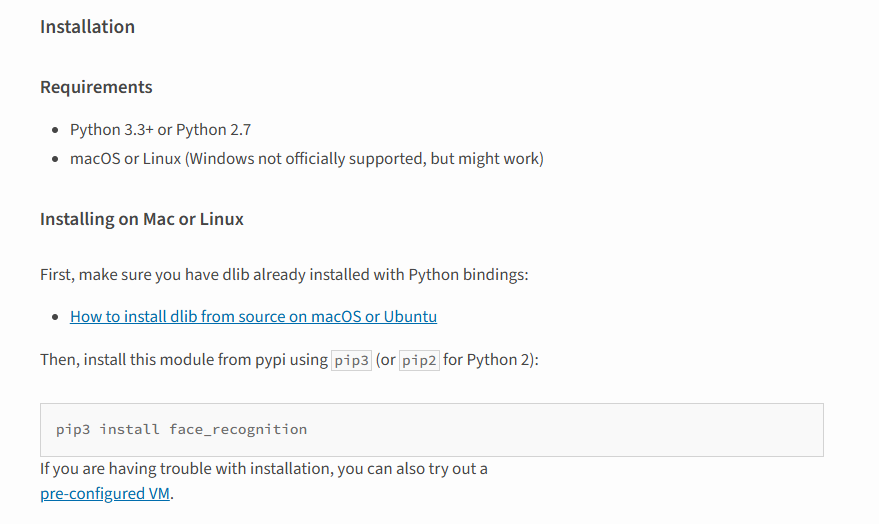 Installation
Requirements
Python 3.3+ or Python 2.7
macOS or Linux (Windows not officially supported, but might work)
Installing on Mac or Linux
First, make sure you have dlib already installed with Python bindings:
How to install dlib from source on macOS or Ubuntu
Then, install this module from pypi using pip3 (or pip2 for Python 2):
pip3 install face_recognition
If you are having trouble with installation, you can also try out a
pre-configured VM.